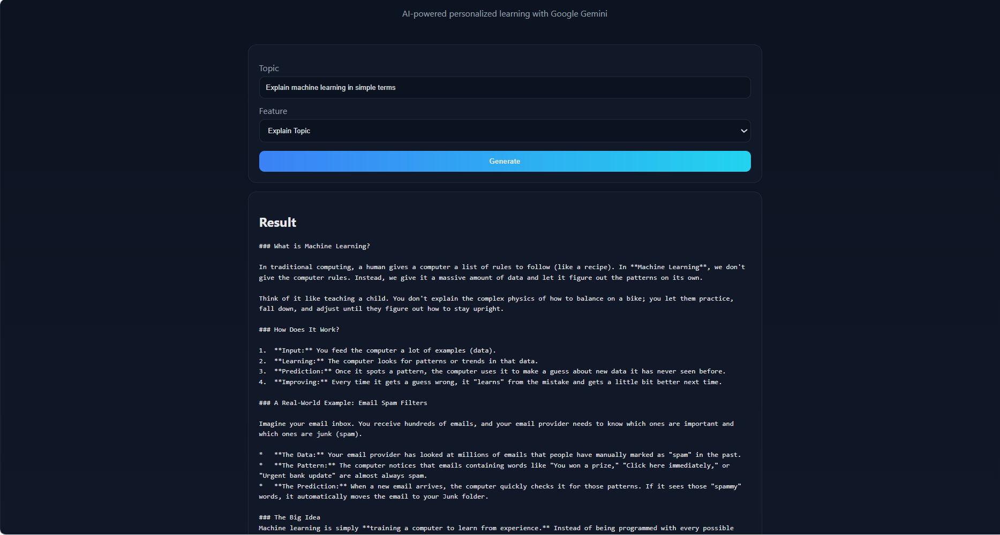 AI-powered personalized learning with Google Gemini
Topic
Explain machine learning in simple terms
Feature
Explain Topic
Generate
Result
### What is Machine Learning?
In traditional computing, a human gives a computer a list of rules to follow (like a recipe). In **Machine Learning**, we don't
give the computer rules. Instead, we give it a massive amount of data and let it figure out the patterns on its own.
Think of it like teaching a child. You don't explain the complex physics of how to balance on a bike; you let them practice,
fall down, and adjust until they figure out how to stay upright.
### How Does It Work?
1.  **Input:** You feed the computer a lot of examples (data).
2.  **Learning:** The computer looks for patterns or trends in that data.
3.  **Prediction:** Once it spots a pattern, the computer uses it to make a guess about new data it has never seen before.
4.  **Improving:** Every time it gets a guess wrong, it "learns" from the mistake and gets a little bit better next time.
### A Real-World Example: Email Spam Filters
Imagine your email inbox. You receive hundreds of emails, and your email provider needs to know which ones are important and
which ones are junk (spam).
*   **The Data:** Your email provider has looked at millions of emails that people have manually marked as "spam" in the past.
*   **The Pattern:** The computer notices that emails containing words like "You won a prize," "Click here immediately," or
"Urgent bank update" are almost always spam.
*   **The Prediction:** When a new email arrives, the computer quickly checks it for those patterns. If it sees those "spammy"
words, it automatically moves the email to your Junk folder.
### The Big Idea
Machine learning is simply **training a computer to learn from experience.** Instead of being programmed with every possible